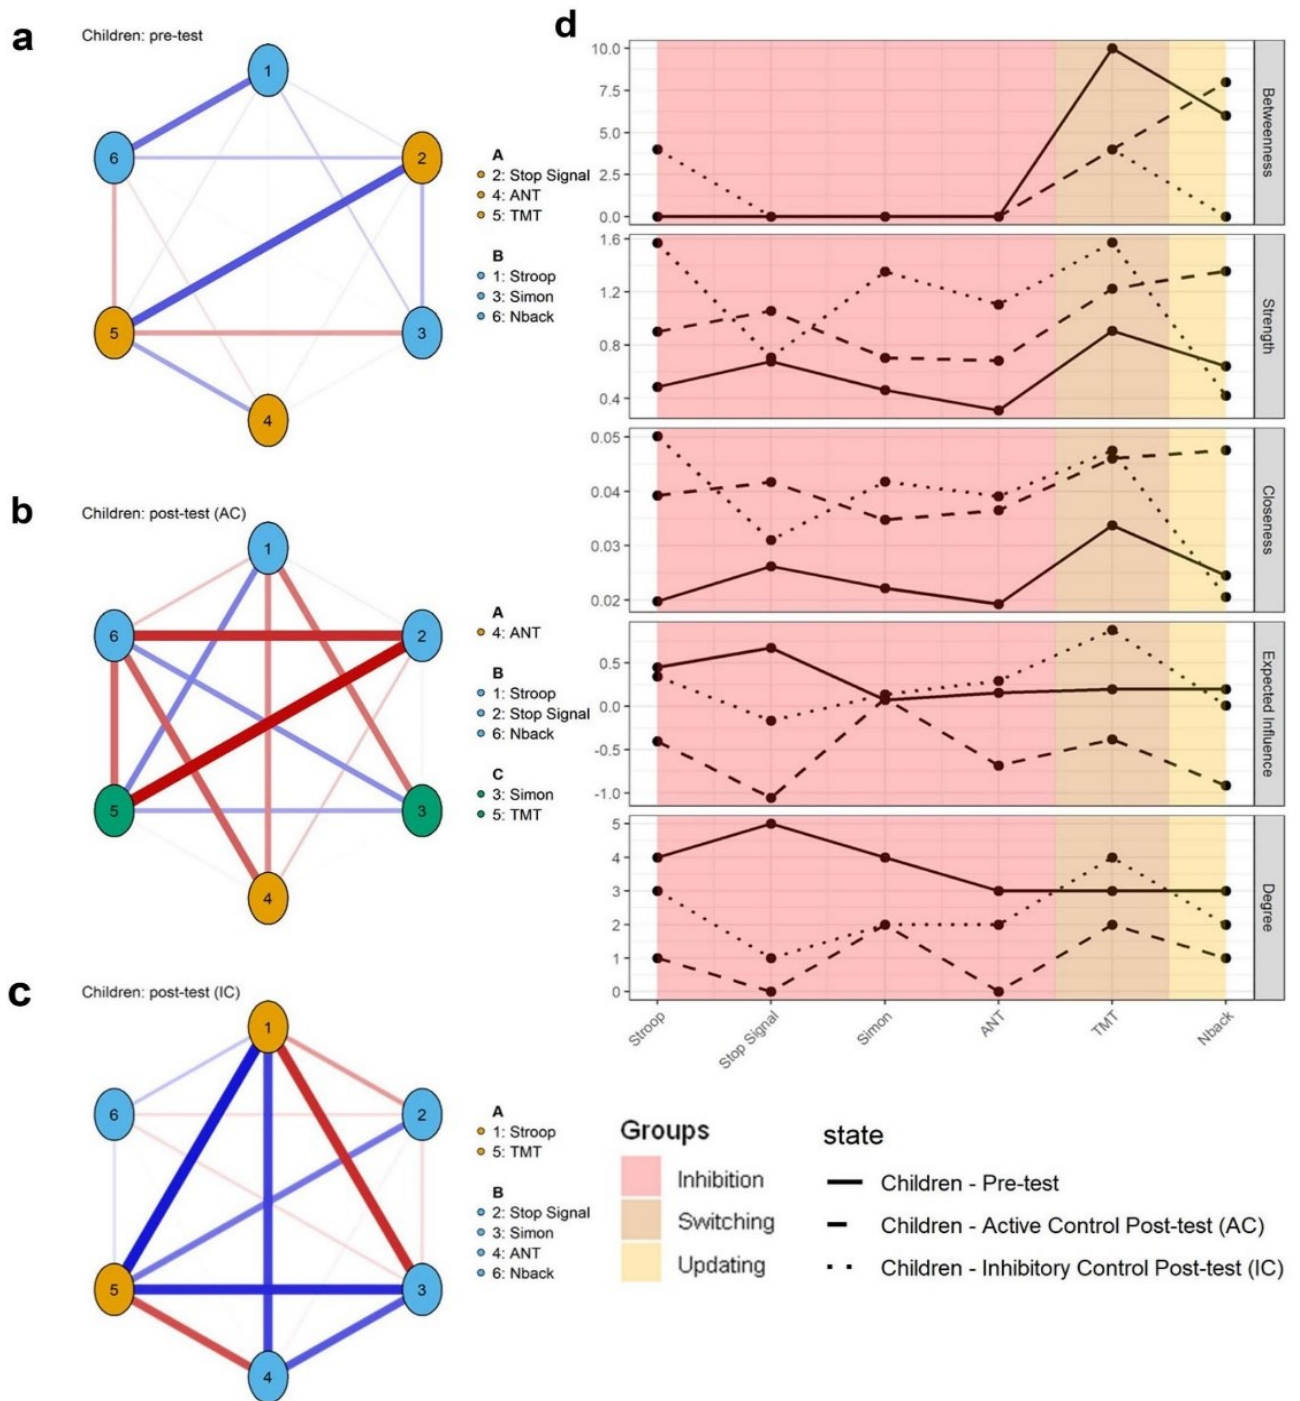 a
Children: pre-test
1
6
2
5
3
4
A
2: Stop Signal
4: ANT
5: TMT
B
1: Stroop
3: Simon
6: Nback
b
Children: post-test (AC)
1
6
2
5
3
4
A
4: ANT
B
1: Stroop
2: Stop Signal
6: Nback
C
3: Simon
5: TMT
c
Children: post-test (IC)
1
6
2
5
3
4
A
1: Stroop
5: TMT
B
2: Stop Signal
3: Simon
4: ANT
6: Nback
d
10.0
7.5
5.0
2.5
0.0
Betweenness
1.6
1.2
0.8
0.4
Strength
0.05
0.04
0.03
0.02
Closeness
0.5
0.0
-0.5
-1.0
Expected Influence
5
4
3
2
1
0
Degree
Stroop
Stop Signal
Simon
ANT
TMT
Nback
Groups
Inhibition
Switching
Updating
state
Children - Pre-test
Children - Active Control Post-test (AC)
Children - Inhibitory Control Post-test (IC)